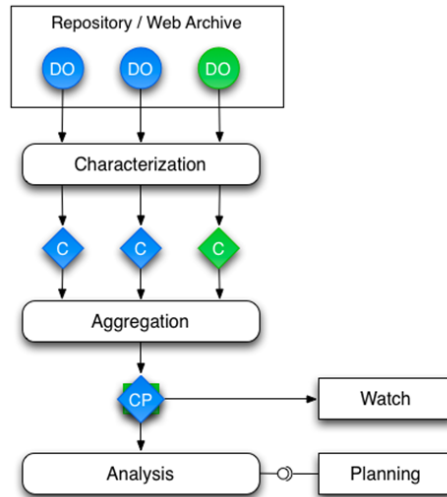 Repository / Web Archive
DO DO DO
Characterization
C C C
Aggregation
CP
Watch
Analysis
Planning